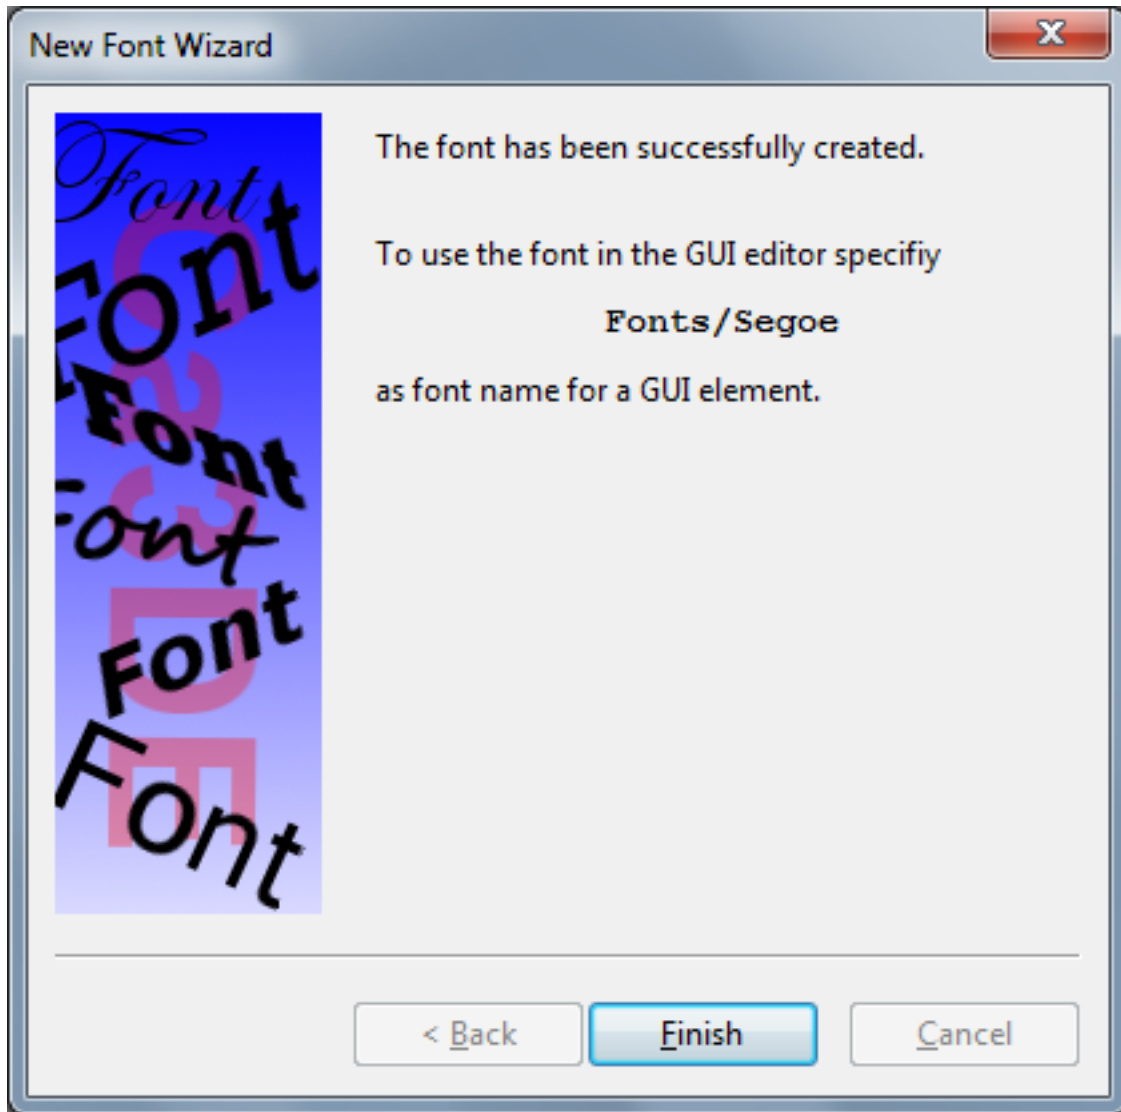 New Font Wizard
x
The font has been successfully created.
To use the font in the GUI editor specifiy
Fonts/Segoe
as font name for a GUI element.
Font
Font
Font
Font
Font
Font
Ca3DE
< Back
Finish
Cancel